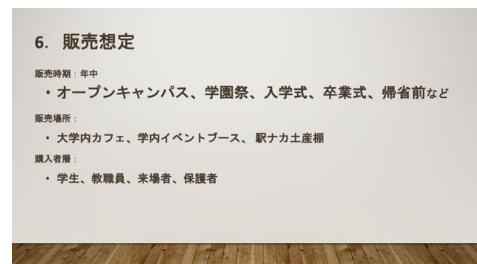 6. 販売想定
販売時期：年中
・オープンキャンパス、学園祭、入学式、卒業式、帰省前など
販売場所：
・大学内カフェ、学内イベントブース、駅ナカ土産棚
購入者層：
・学生、教職員、来場者、保護者